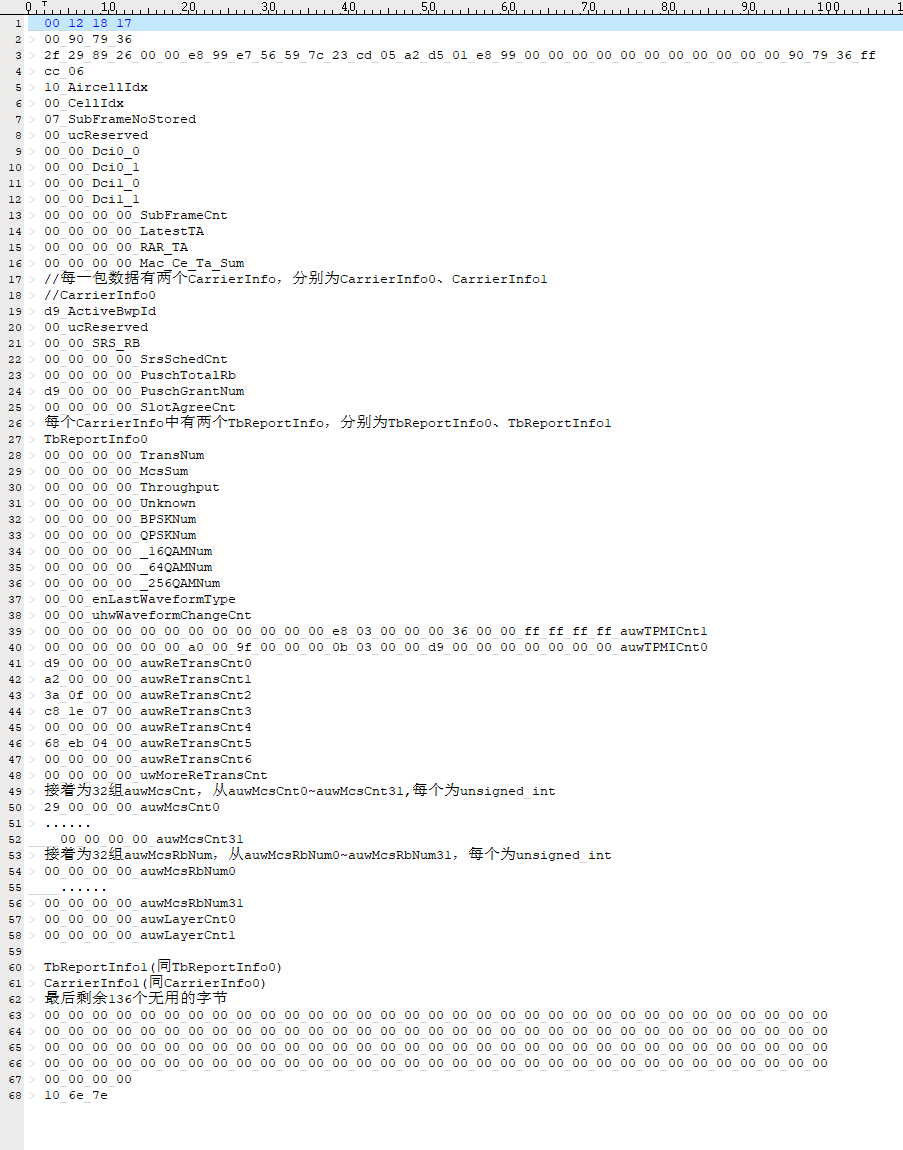 0 10 20 30 40 50 60 70 80 90 100 1
1 00 12 18 17
2 00 90 79 36
3 2f 29 89 26 00 00 e8 99 e7 56 59 7c 23 cd 05 a2 d5 01 e8 99 00 00 00 00 00 00 00 00 00 00 00 90 79 36 ff
4 cc 06
5 10 AircellIdx
6 00 CellIdx
7 07 SubFrameNoStored
8 00 ucReserved
9 00 00 Dci0_0
10 00 00 Dci0_1
11 00 00 Dci1_0
12 00 00 Dci1_1
13 00 00 00 00 SubFrameCnt
14 00 00 00 00 LatestTA
15 00 00 00 00 RAR_TA
16 00 00 00 00 Mac_Ce_Ta_Sum
17 //每一包数据有两个CarrierInfo，分别为CarrierInfo0、CarrierInfo1
18 //CarrierInfo0
19 d9 ActiveBwpId
20 00 ucReserved
21 00 00 SRS_RB
22 00 00 00 00 SrsSchedCnt
23 00 00 00 00 PuschTotalRb
24 d9 00 00 00 PuschGrantNum
25 00 00 00 00 SlotAgreeCnt
26 每个CarrierInfo中有两个TbReportInfo，分别为TbReportInfo0、TbReportInfo1
27 TbReportInfo0
28 00 00 00 00 TransNum
29 00 00 00 00 McsSum
30 00 00 00 00 Throughput
31 00 00 00 00 Unknown
32 00 00 00 00 BPSKNum
33 00 00 00 00 QPSKNum
34 00 00 00 00 _16QAMNum
35 00 00 00 00 _64QAMNum
36 00 00 00 00 _256QAMNum
37 00 00 enLastWaveformType
38 00 00 uhwWaveformChangeCnt
39 00 00 00 00 00 00 00 00 00 00 00 00 e8 03 00 00 00 36 00 00 ff ff ff ff auwTPMICnt1
40 00 00 00 00 00 00 a0 00 9f 00 00 00 0b 03 00 00 d9 00 00 00 00 00 00 00 auwTPMICnt0
41 d9 00 00 00 auwReTransCnt0
42 a2 00 00 00 auwReTransCnt1
43 3a 0f 00 00 auwReTransCnt2
44 c8 1e 07 00 auwReTransCnt3
45 00 00 00 00 auwReTransCnt4
46 68 eb 04 00 auwReTransCnt5
47 00 00 00 00 auwReTransCnt6
48 00 00 00 00 uwMoreReTransCnt
49 接着为32组auwMcsCnt，从auwMcsCnt0~auwMcsCnt31,每个为unsigned int
50 29 00 00 00 auwMcsCnt0
51 ......
52 00 00 00 00 auwMcsCnt31
53 接着为32组auwMcsRbNum，从auwMcsRbNum0~auwMcsRbNum31，每个为unsigned int
54 00 00 00 00 auwMcsRbNum0
55 ......
56 00 00 00 00 auwMcsRbNum31
57 00 00 00 00 auwLayerCnt0
58 00 00 00 00 auwLayerCnt1
59
60 TbReportInfo1(同TbReportInfo0)
61 CarrierInfo1(同CarrierInfo0)
62 最后剩余136个无用的字节
63 00 00 00 00 00 00 00 00 00 00 00 00 00 00 00 00 00 00 00 00 00 00 00 00 00 00 00 00 00 00 00 00 00
64 00 00 00 00 00 00 00 00 00 00 00 00 00 00 00 00 00 00 00 00 00 00 00 00 00 00 00 00 00 00 00 00 00
65 00 00 00 00 00 00 00 00 00 00 00 00 00 00 00 00 00 00 00 00 00 00 00 00 00 00 00 00 00 00 00 00 00
66 00 00 00 00 00 00 00 00 00 00 00 00 00 00 00 00 00 00 00 00 00 00 00 00 00 00 00 00 00 00 00 00 00
67 00 00 00 00
68 10 6e 7e